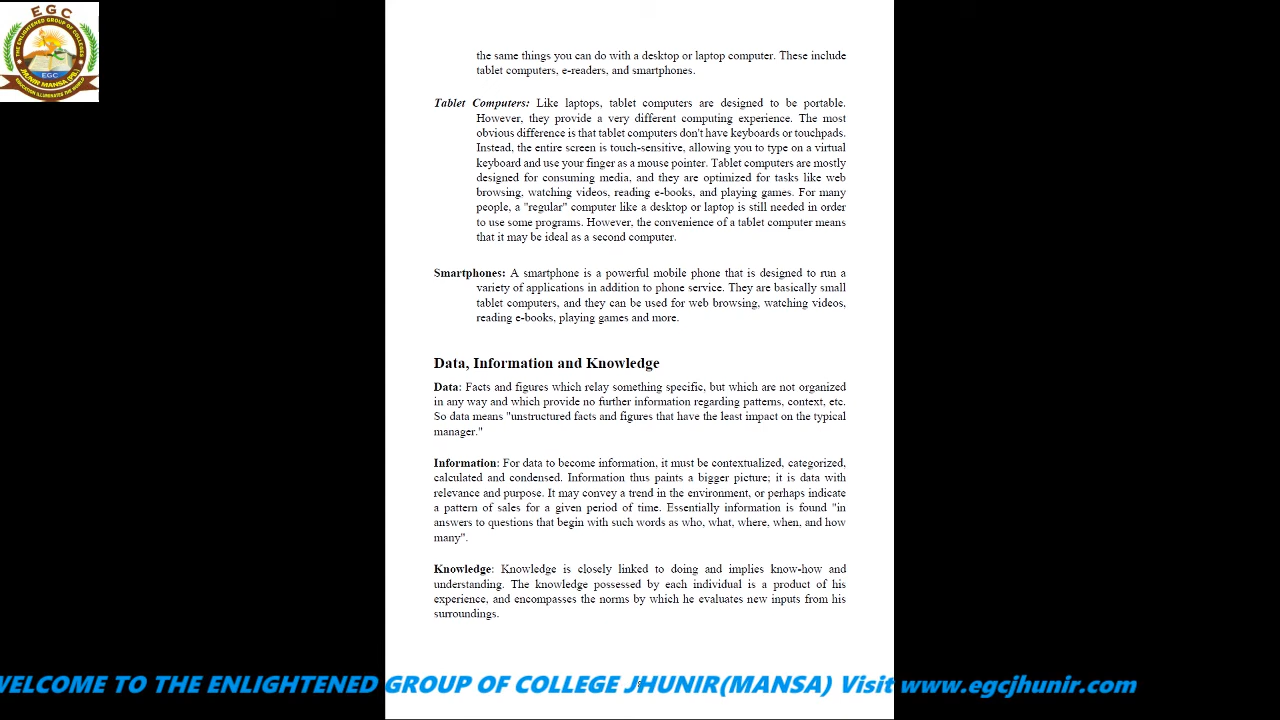 EGC
THE ENLIGHTENED GROUP OF COLLEGES
EGC
JHUNIR MANSA (PB.)
EDUCATION ILLUMINATES THE WORLD
the same things you can do with a desktop or laptop computer. These include
tablet computers, e-readers, and smartphones.
Tablet Computers: Like laptops, tablet computers are designed to be portable.
However, they provide a very different computing experience. The most
obvious difference is that tablet computers don't have keyboards or touchpads.
Instead, the entire screen is touch-sensitive, allowing you to type on a virtual
keyboard and use your finger as a mouse pointer. Tablet computers are mostly
designed for consuming media, and they are optimized for tasks like web
browsing, watching videos, reading e-books, and playing games. For many
people, a "regular" computer like a desktop or laptop is still needed in order
to use some programs. However, the convenience of a tablet computer means
that it may be ideal as a second computer.
Smartphones: A smartphone is a powerful mobile phone that is designed to run a
variety of applications in addition to phone service. They are basically small
tablet computers, and they can be used for web browsing, watching videos,
reading e-books, playing games and more.
Data, Information and Knowledge
Data: Facts and figures which relay something specific, but which are not organized
in any way and which provide no further information regarding patterns, context, etc.
So data means "unstructured facts and figures that have the least impact on the typical
manager."
Information: For data to become information, it must be contextualized, categorized,
calculated and condensed. Information thus paints a bigger picture; it is data with
relevance and purpose. It may convey a trend in the environment, or perhaps indicate
a pattern of sales for a given period of time. Essentially information is found "in
answers to questions that begin with such words as who, what, where, when, and how
many".
Knowledge: Knowledge is closely linked to doing and implies know-how and
understanding. The knowledge possessed by each individual is a product of his
experience, and encompasses the norms by which he evaluates new inputs from his
surroundings.
WELCOME TO THE ENLIGHTENED GROUP OF COLLEGE JHUNIR(MANSA) Visit www.egcjhunir.com